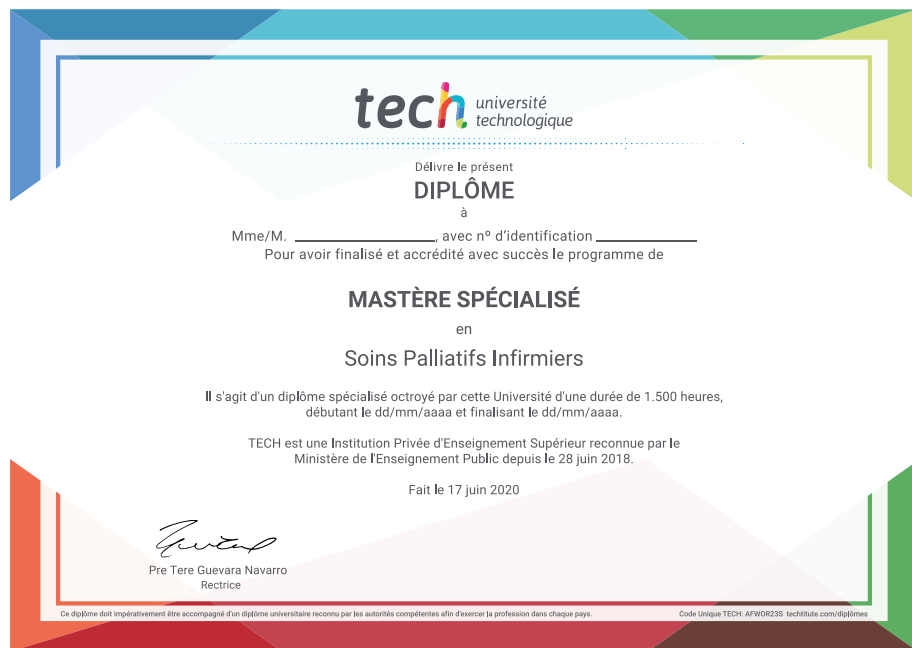 tech université
technologique
Délivre le présent
DIPLÔME
à
Mme/M. ____________________, avec nº d'identification ______________
Pour avoir finalisé et accrédité avec succès le programme de
MASTÈRE SPÉCIALISÉ
en
Soins Palliatifs Infirmiers
Il s'agit d'un diplôme spécialisé octroyé par cette Université d'une durée de 1.500 heures,
débutant le dd/mm/aaaa et finalisant le dd/mm/aaaa.
TECH est une Institution Privée d'Enseignement Supérieur reconnue par le
Ministère de l'Enseignement Public depuis le 28 juin 2018.
Fait le 17 juin 2020
Pre Tere Guevara Navarro
Rectrice
Ce diplôme doit impérativement être accompagné d'un diplôme universitaire reconnu par les autorités compétentes afin d'exercer la profession dans chaque pays.
Code Unique TECH: AFWOR23S techtitute.com/diplômes